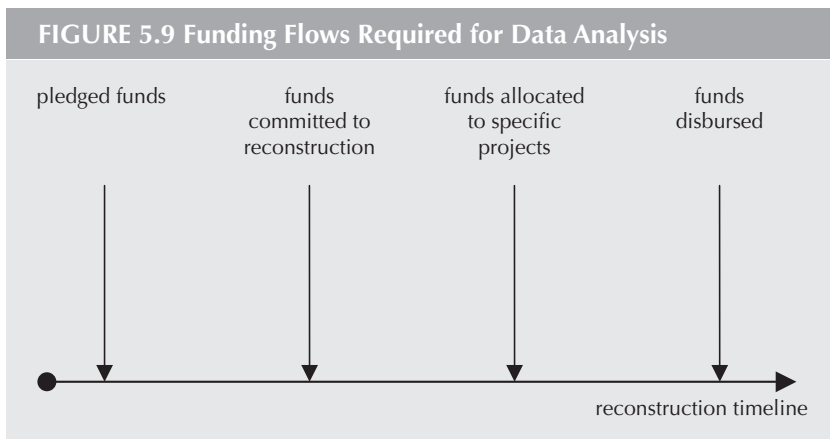 FIGURE 5.9 Funding Flows Required for Data Analysis
pledged funds
funds
committed to
reconstruction
funds allocated
to specific
projects
funds
disbursed
reconstruction timeline